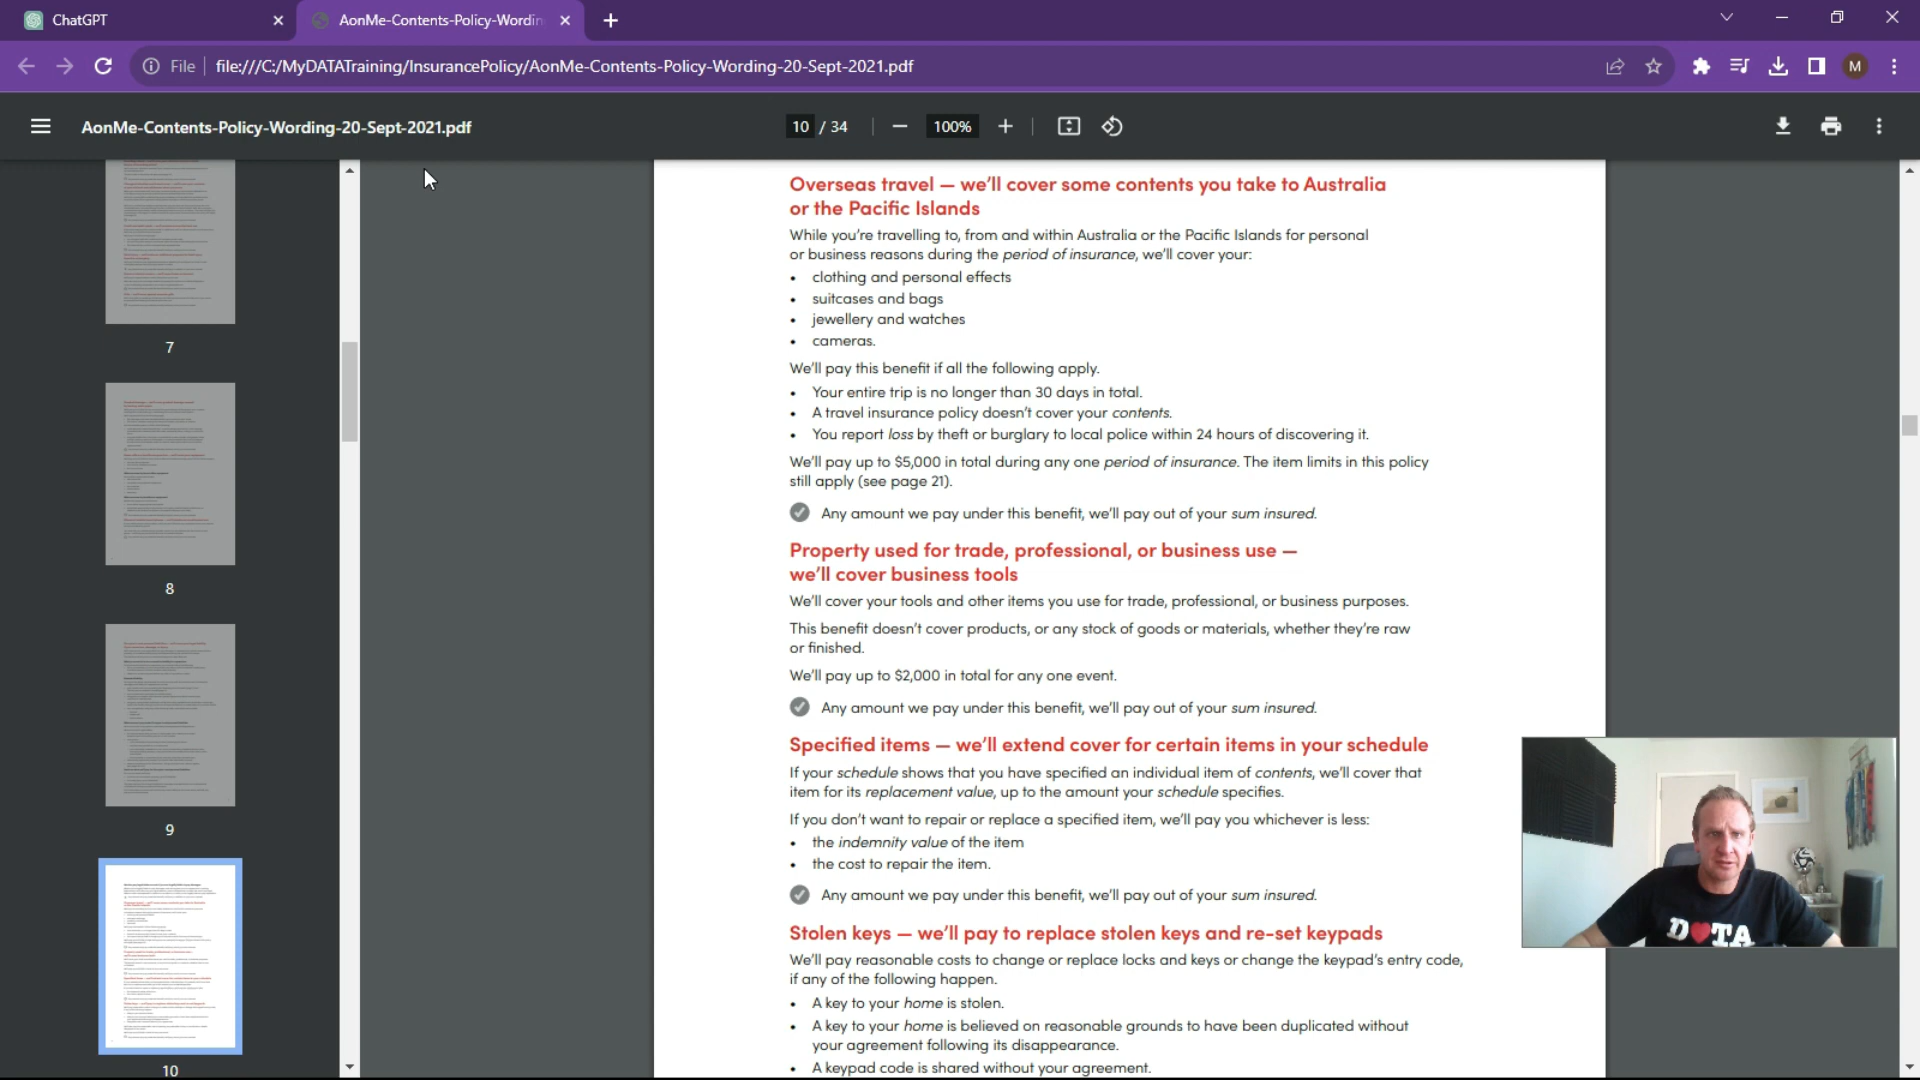 ChatGPT
AonMe-Contents-Policy-Wordin
File
file:///C:/MyDATATraining/InsurancePolicy/AonMe-Contents-Policy-Wording-20-Sept-2021.pdf
M
AonMe-Contents-Policy-Wording-20-Sept-2021.pdf
10 / 34
100%
7
8
9
10
Overseas travel — we'll cover some contents you take to Australia
or the Pacific Islands
While you're travelling to, from and within Australia or the Pacific Islands for personal
or business reasons during the period of insurance, we'll cover your:
• clothing and personal effects
• suitcases and bags
• jewellery and watches
• cameras.
We'll pay this benefit if all the following apply.
• Your entire trip is no longer than 30 days in total.
• A travel insurance policy doesn't cover your contents.
• You report loss by theft or burglary to local police within 24 hours of discovering it.
We'll pay up to $5,000 in total during any one period of insurance. The item limits in this policy
still apply (see page 21).
Any amount we pay under this benefit, we'll pay out of your sum insured.
Property used for trade, professional, or business use —
we'll cover business tools
We'll cover your tools and other items you use for trade, professional, or business purposes.
This benefit doesn't cover products, or any stock of goods or materials, whether they're raw
or finished.
We'll pay up to $2,000 in total for any one event.
Any amount we pay under this benefit, we'll pay out of your sum insured.
Specified items — we'll extend cover for certain items in your schedule
If your schedule shows that you have specified an individual item of contents, we'll cover that
item for its replacement value, up to the amount your schedule specifies.
If you don't want to repair or replace a specified item, we'll pay you whichever is less:
• the indemnity value of the item
• the cost to repair the item.
Any amount we pay under this benefit, we'll pay out of your sum insured.
Stolen keys — we'll pay to replace stolen keys and re-set keypads
We'll pay reasonable costs to change or replace locks and keys or change the keypad's entry code,
if any of the following happen.
• A key to your home is stolen.
• A key to your home is believed on reasonable grounds to have been duplicated without
your agreement following its disappearance.
• A keypad code is shared without your agreement.
D❤TA